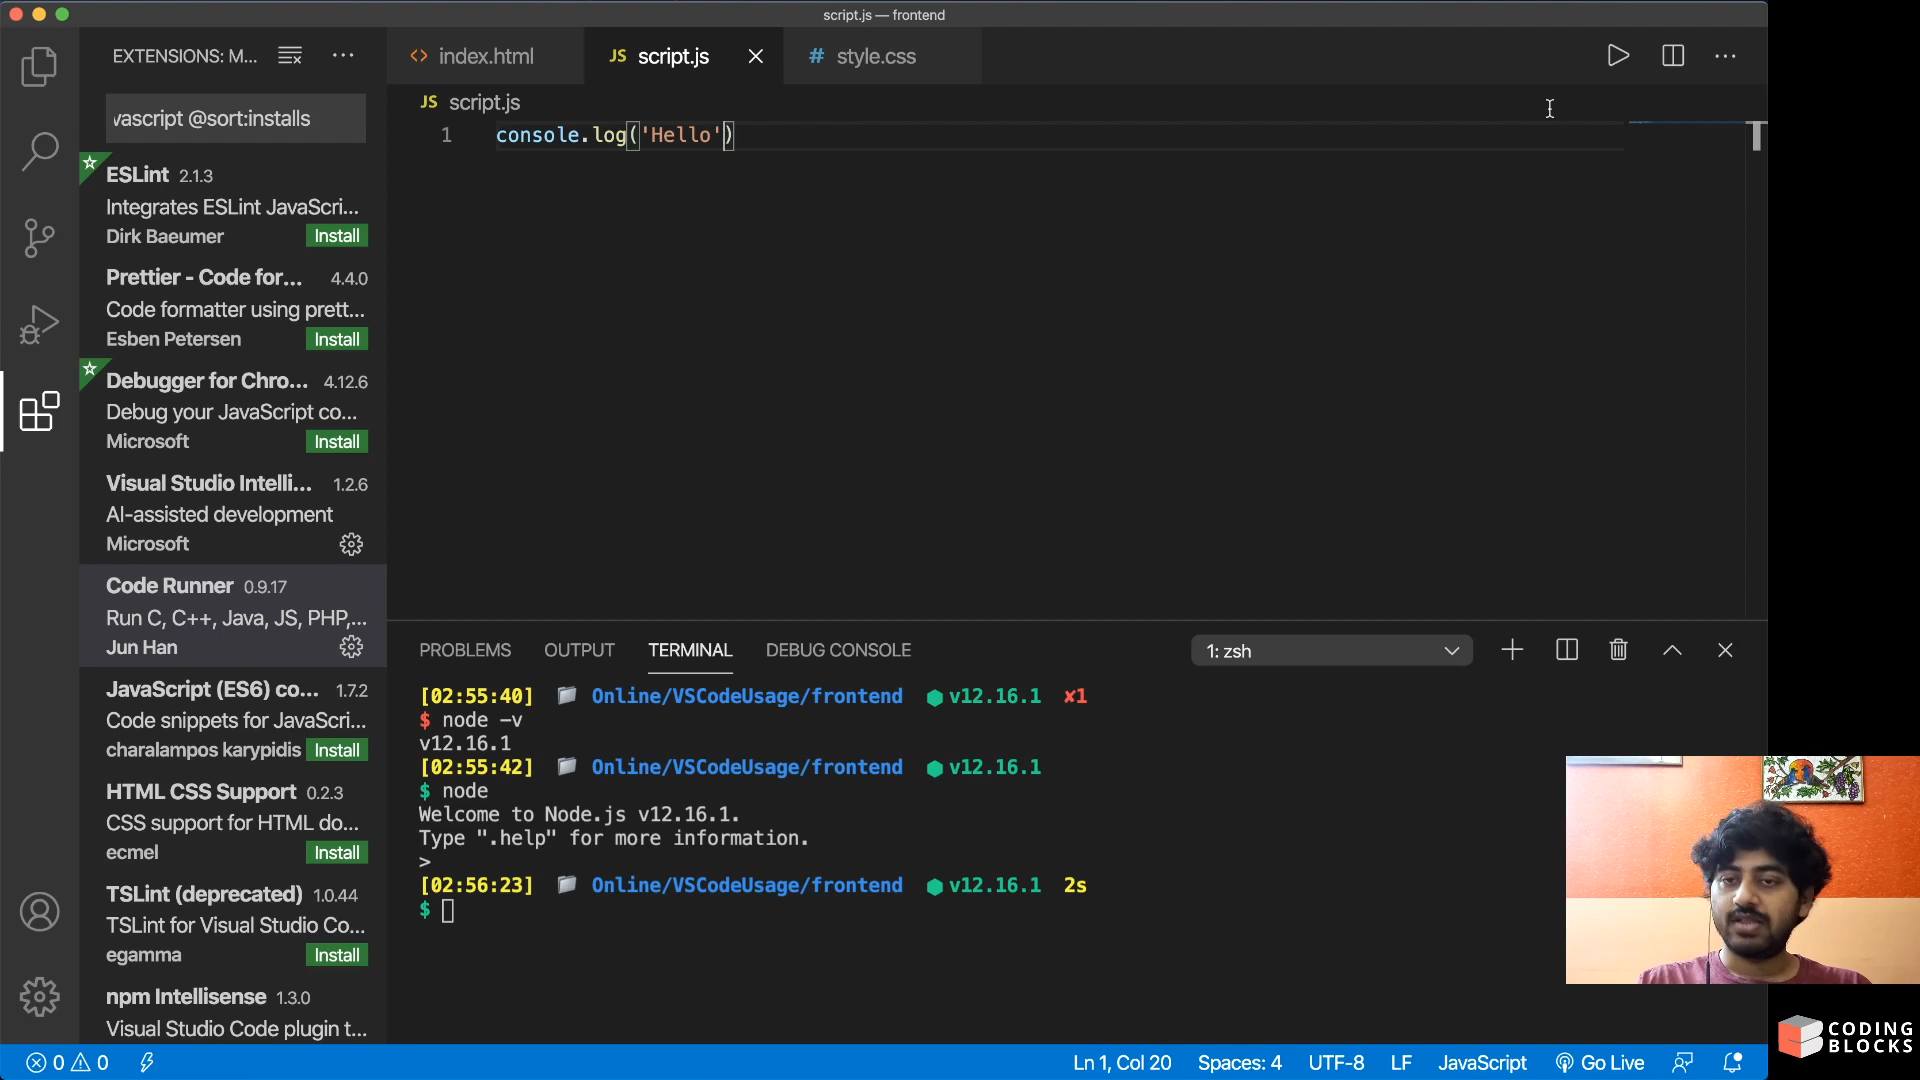 script.js — frontend
EXTENSIONS: M...
vascript @sort:installs
ESLint 2.1.3
Integrates ESLint JavaScri...
Dirk Baeumer Install
Prettier - Code for... 4.4.0
Code formatter using prett...
Esben Petersen Install
Debugger for Chro... 4.12.6
Debug your JavaScript co...
Microsoft Install
Visual Studio Intelli... 1.2.6
AI-assisted development
Microsoft
Code Runner 0.9.17
Run C, C++, Java, JS, PHP,...
Jun Han
JavaScript (ES6) co... 1.7.2
Code snippets for JavaScri...
charalampos karypidis Install
HTML CSS Support 0.2.3
CSS support for HTML do...
ecmel Install
TSLint (deprecated) 1.0.44
TSLint for Visual Studio Co...
egamma Install
npm Intellisense 1.3.0
Visual Studio Code plugin t...
<> index.html JS script.js # style.css
JS script.js
1 console.log('Hello')
PROBLEMS OUTPUT TERMINAL DEBUG CONSOLE 1: zsh
[02:55:40] Online/VSCodeUsage/frontend v12.16.1 ✘1
$ node -v
v12.16.1
[02:55:42] Online/VSCodeUsage/frontend v12.16.1
$ node
Welcome to Node.js v12.16.1.
Type ".help" for more information.
>
[02:56:23] Online/VSCodeUsage/frontend v12.16.1 2s
$
0 0 Ln 1, Col 20 Spaces: 4 UTF-8 LF JavaScript Go Live
CODING
BLOCKS